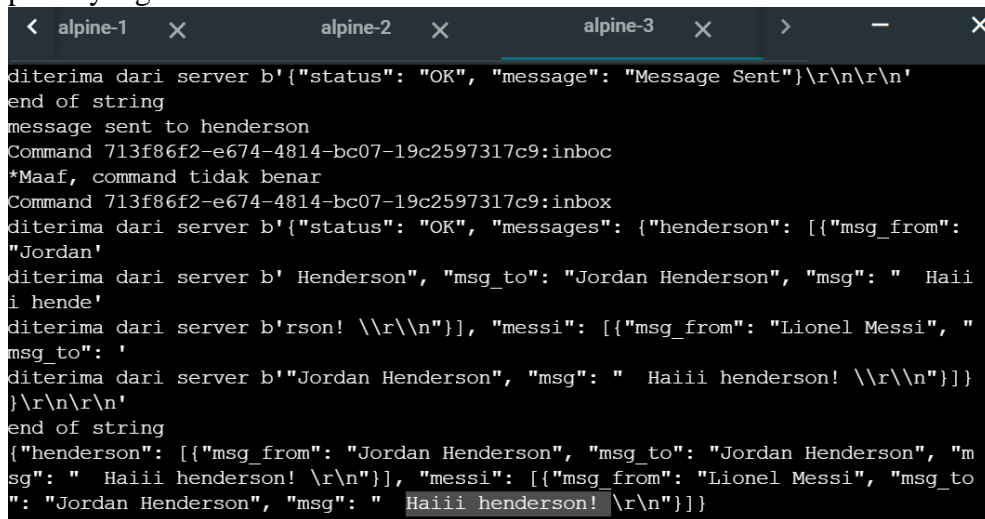 alpine-1 alpine-2 alpine-3
diterima dari server b'{"status": "OK", "message": "Message Sent"}\r\n\r\n'
end of string
message sent to henderson
Command 713f86f2-e674-4814-bc07-19c2597317c9:inboc
*Maaf, command tidak benar
Command 713f86f2-e674-4814-bc07-19c2597317c9:inbox
diterima dari server b'{"status": "OK", "messages": {"henderson": [{"msg_from":
"Jordan'
diterima dari server b' Henderson", "msg_to": "Jordan Henderson", "msg": "  Haii
i hende'
diterima dari server b'rson! \\r\\n"}], "messi": [{"msg_from": "Lionel Messi", "
msg_to": '
diterima dari server b'"Jordan Henderson", "msg": "  Haiii henderson! \\r\\n"}]}
}\r\n\r\n'
end of string
{"henderson": [{"msg_from": "Jordan Henderson", "msg_to": "Jordan Henderson", "m
sg": "  Haiii henderson! \r\n"}], "messi": [{"msg_from": "Lionel Messi", "msg_to
": "Jordan Henderson", "msg": "  Haiii henderson! \r\n"}]}